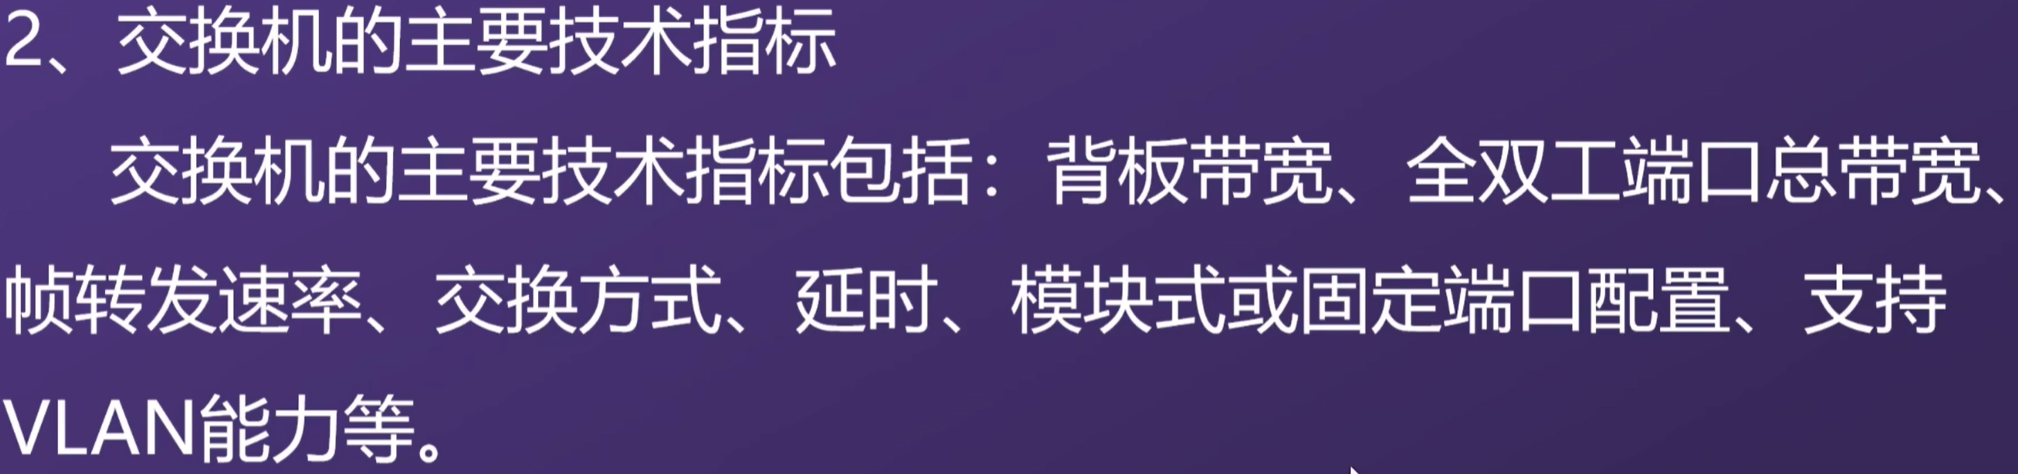 2、交换机的主要技术指标
交换机的主要技术指标包括：背板带宽、全双工端口总带宽、
帧转发速率、交换方式、延时、模块式或固定端口配置、支持
VLAN能力等。